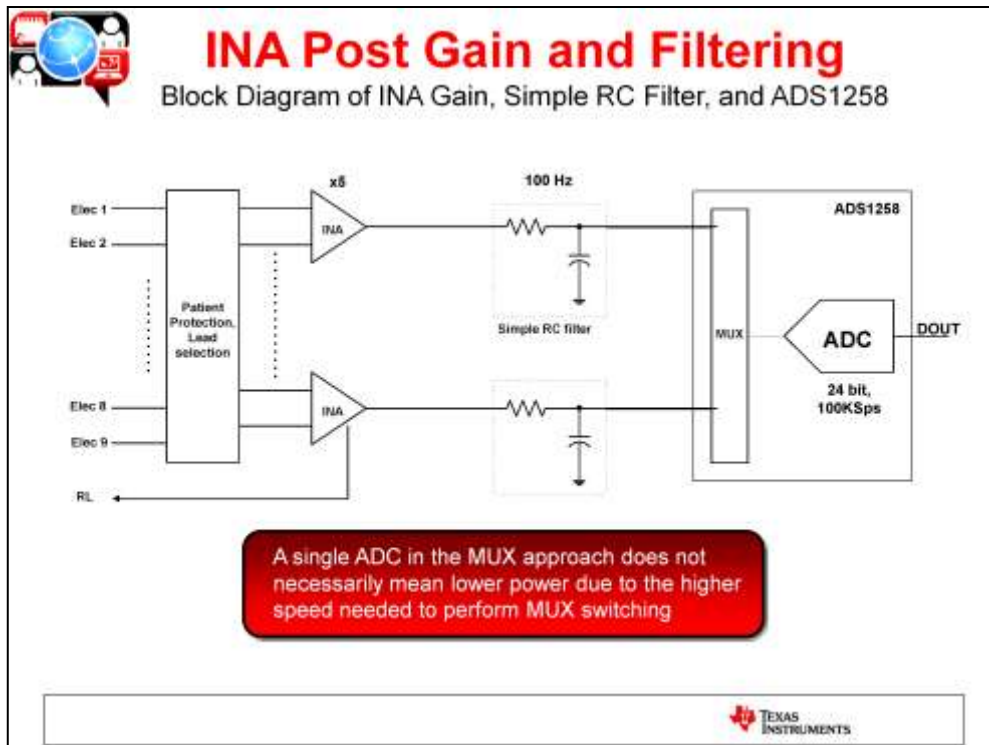 INA Post Gain and Filtering
Block Diagram of INA Gain, Simple RC Filter, and ADS1258
x5
100 Hz
ADS1258
Elec 1
Elec 2
INA
Patient
Protection,
Lead
selection
Simple RC filter
MUX
ADC
DOUT
24 bit,
100KSps
Elec 8
INA
Elec 9
RL
A single ADC in the MUX approach does not
necessarily mean lower power due to the higher
speed needed to perform MUX switching
TEXAS
INSTRUMENTS